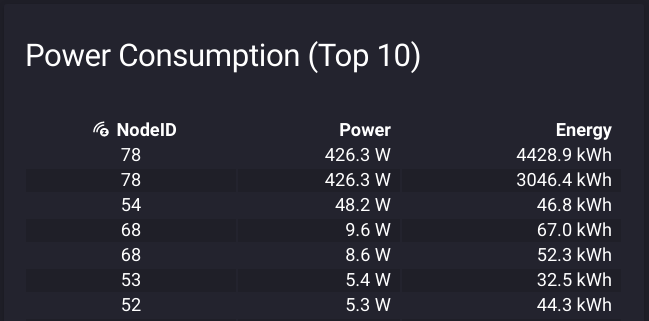 Power Consumption (Top 10)
NodeID Power Energy
78 426.3 W 4428.9 kWh
78 426.3 W 3046.4 kWh
54 48.2 W 46.8 kWh
68 9.6 W 67.0 kWh
68 8.6 W 52.3 kWh
53 5.4 W 32.5 kWh
52 5.3 W 44.3 kWh